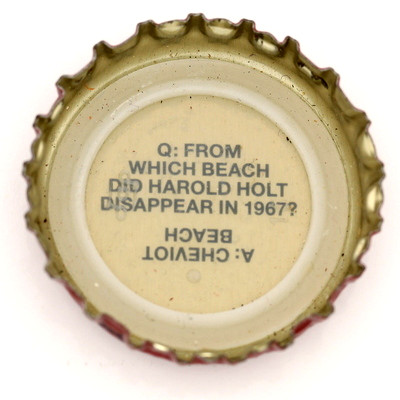 Q: FROM
WHICH BEACH
DID HAROLD HOLT
DISAPPEAR IN 1967?
A: CHEVIOT
BEACH